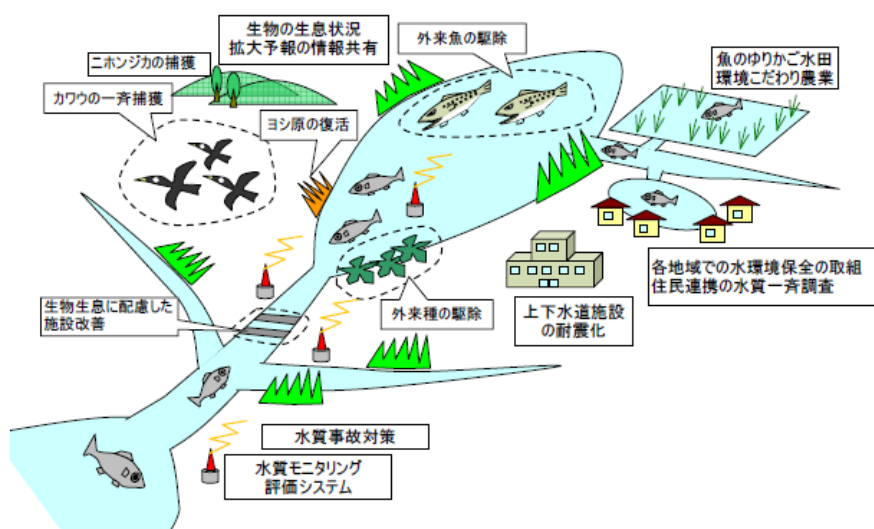 生物の生息状況
拡大予報の情報共有
外来魚の駆除
魚のゆりかご水田
環境こだわり農業
ニホンジカの捕獲
カワウの一斉捕獲
ヨシ原の復活
各地域での水環境保全の取組
住民連携の水質一斉調査
生物生息に配慮した
施設改善
外来種の駆除
上下水道施設
の耐震化
水質事故対策
水質モニタリング
評価システム